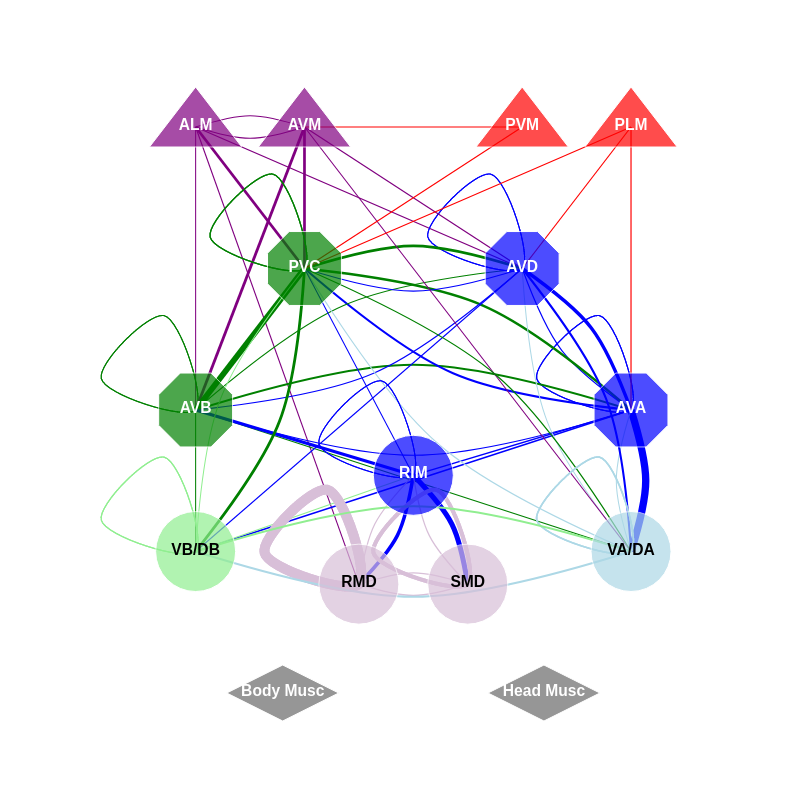 ALM
AVM
PVM
PLM
PVC
AVD
AVB
AVA
RIM
VB/DB
VA/DA
RMD
SMD
Body Musc
Head Musc